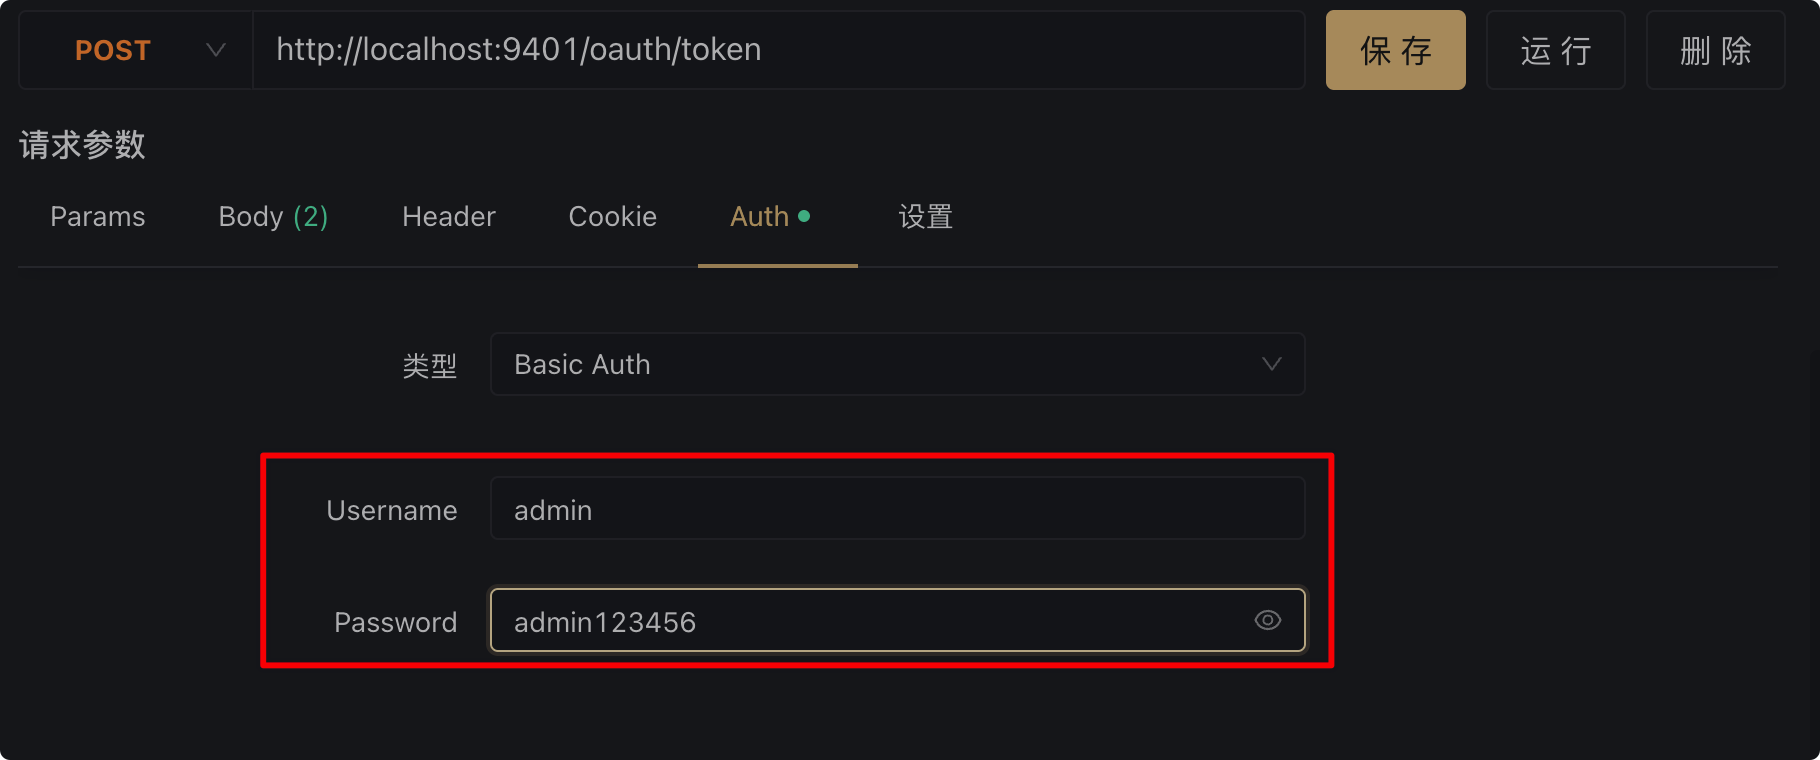 POST http://localhost:9401/oauth/token 保存 运行 删除
请求参数
Params Body (2) Header Cookie Auth 设置
类型 Basic Auth
Username admin
Password admin123456